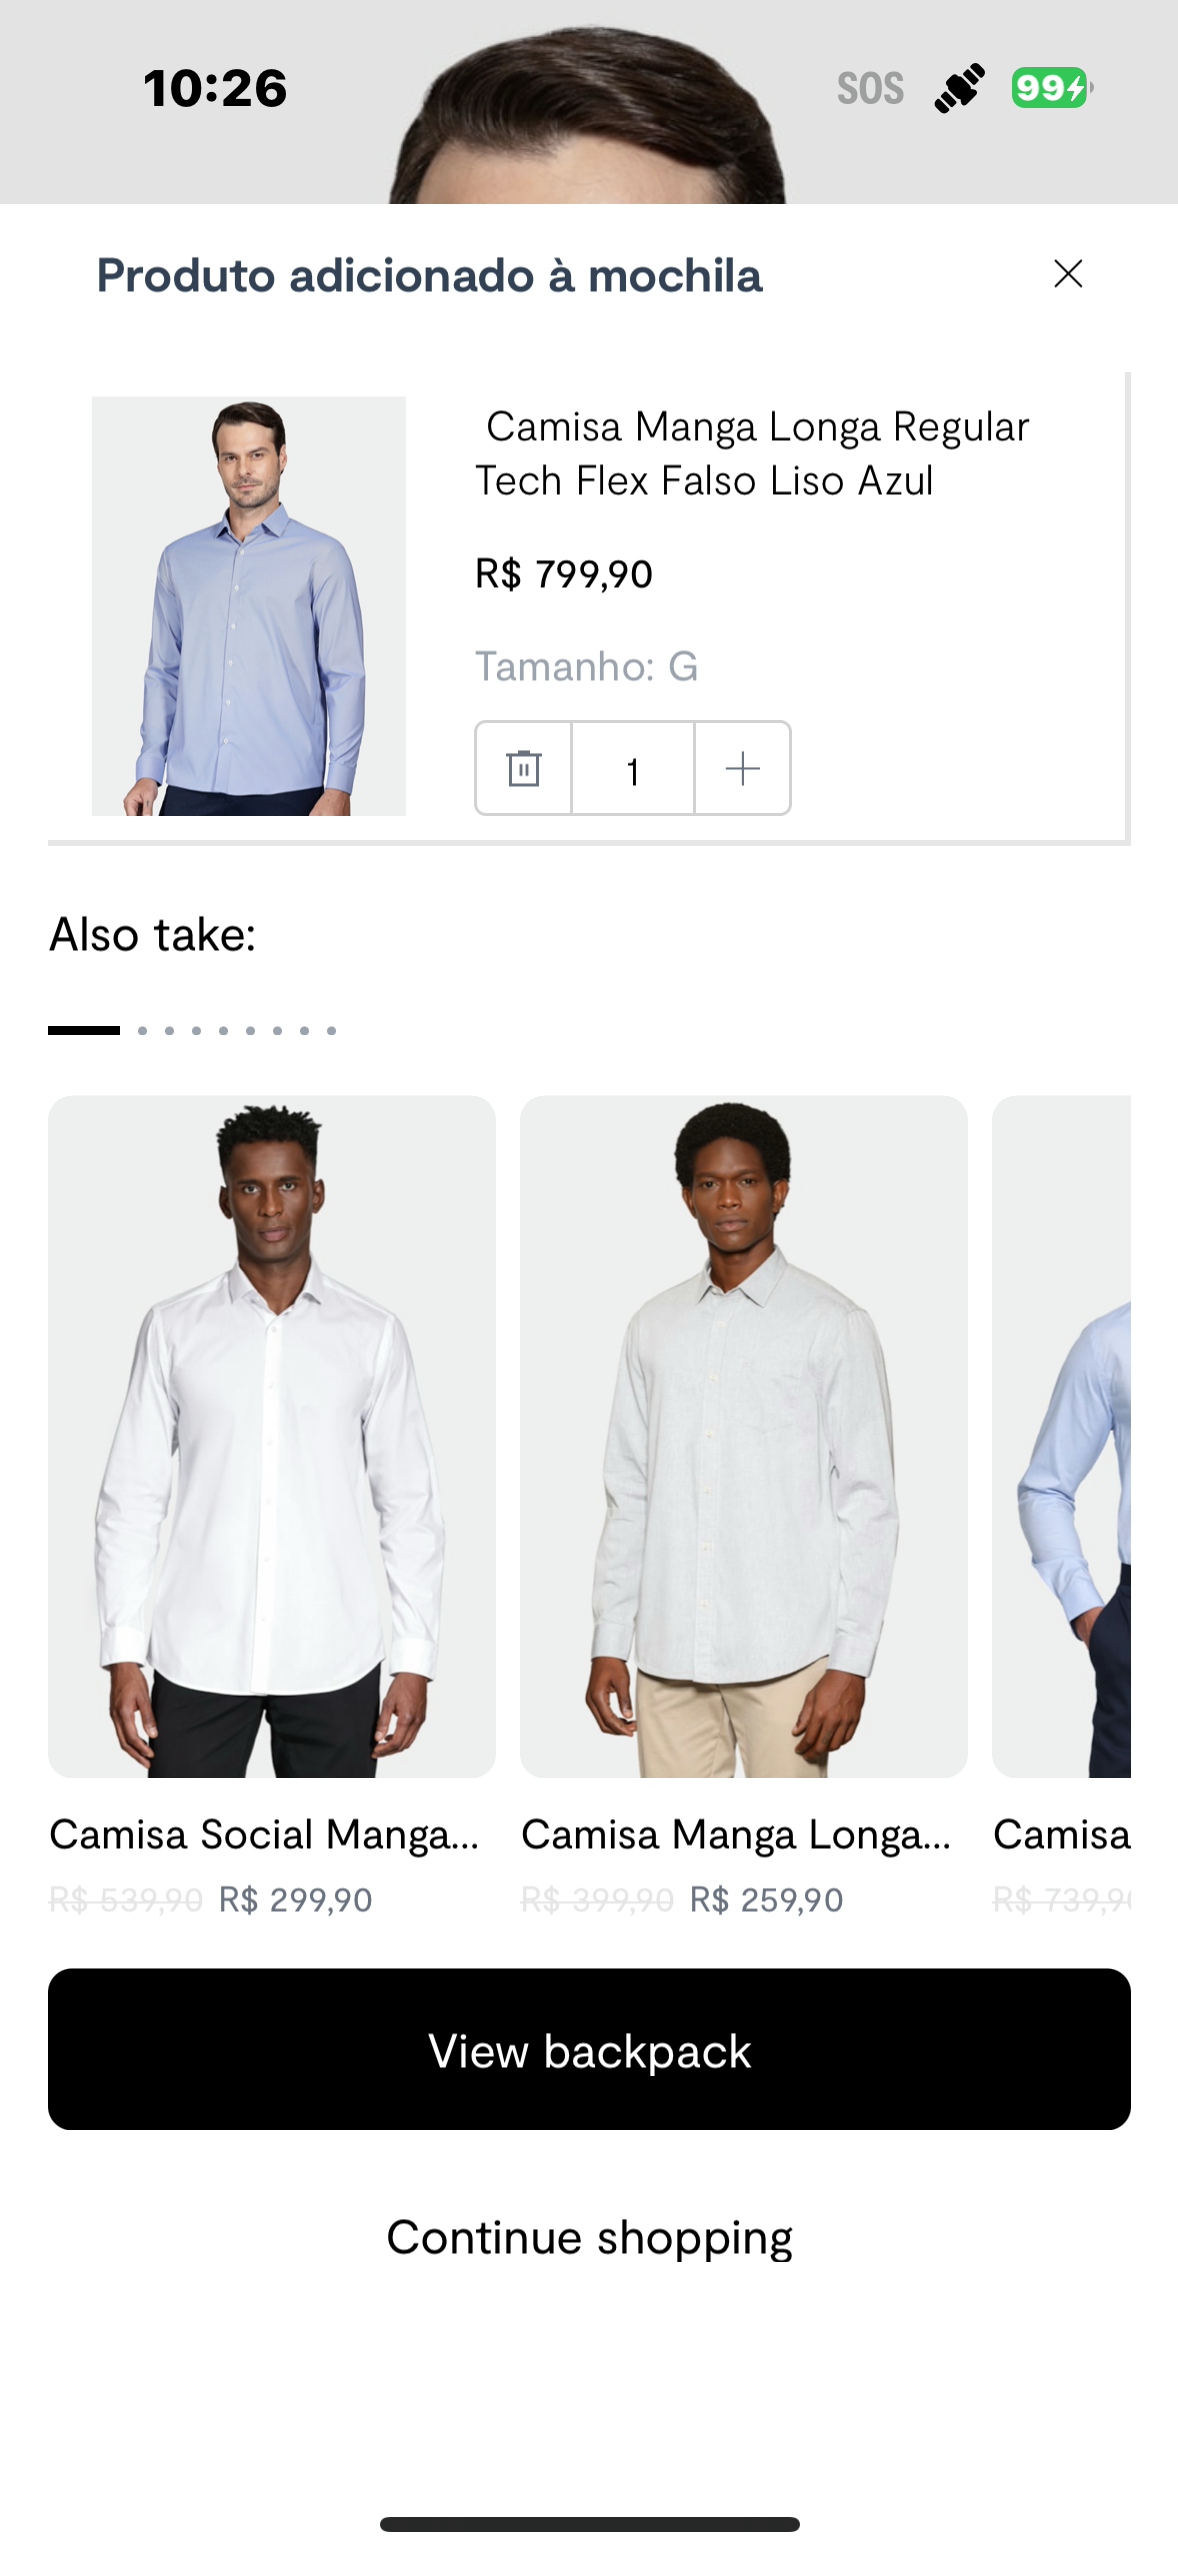 10:26
SOS
99
Produto adicionado à mochila
Camisa Manga Longa Regular
Tech Flex Falso Liso Azul
R$ 799,90
Tamanho: G
1
Also take:
Camisa Social Manga... Camisa Manga Longa... Camisa
R$ 539,90 R$ 299,90 R$ 399,90 R$ 259,90 R$ 739,9
View backpack
Continue shopping